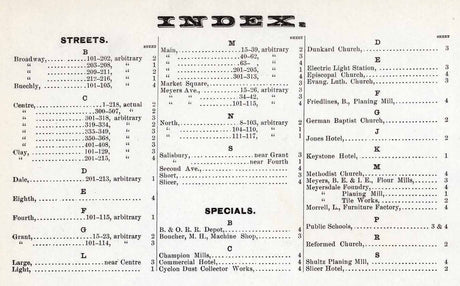 INDEX.
STREETS.
SHEET
B
Broadway, 101-202, arbitrary 2
" 203-208, " 1
" 209-211, " 2
" 212-216, " 4
Buechly, 101-105, " 1
C
Centre, 1-218, actual 2
" 300-507, " 2
" 301-318, arbitrary
" 319-334, " 2
" 335-349, "
" 350-368, " 2
" 401-408, "
Clay, 101-129, " 3
" 201-215, " 4
D
Dale, 201-213, arbitrary 1
E
Eighth, 4
F
Fourth, 101-115, arbitrary 1
G
Grant, 15-23, arbitrary 2
" 101-114, " 3
L
Large, near Centre 3
Light, 1
SHEET
M
Main, 15-39, arbitrary 2
" 40-62, " 3
" 63- " 4
" 201-205, " 1
" 301-313, " 4
Market Square, 3
Meyers Ave., 15-26, arbitrary 3
" " 34-42, " 3
" " 101-115, " 4
N
North, 8-103, arbitrary 2
" 104-110, " 1
" 111-117, " 1
S
Salisbury, near Grant 3
" near Fourth 1
Second Ave., 4
Short, 3
Slicer, 4
SPECIALS.
B
B. & O. R. R. Depot, 4
Boucher, M. H., Machine Shop, 3
C
Champion Mills, 4
Commercial Hotel, 4
Cyclon Dust Collector Works, 4
SHEET
D
Dunkard Church, 3
E
Electric Light Station, 3
Episcopal Church, 4
Evang. Luth. Church, 3
F
Friedlines, B., Planing Mill, 4
G
German Baptist Church, 2
J
Jones Hotel, 2
K
Keystone Hotel, 1
M
Methodist Church, 4
Meyers, B. E. & I. E., Flour Mills, 3
Meyersdale Foundry, 4
" Planing Mill, 1
" Tile Works, 2
Morrell, L., Furniture Factory, 4
P
Public Schools, 3 & 4
R
Reformed Church, 2
S
Shultz Planing Mill, 4
Slicer Hotel, 2